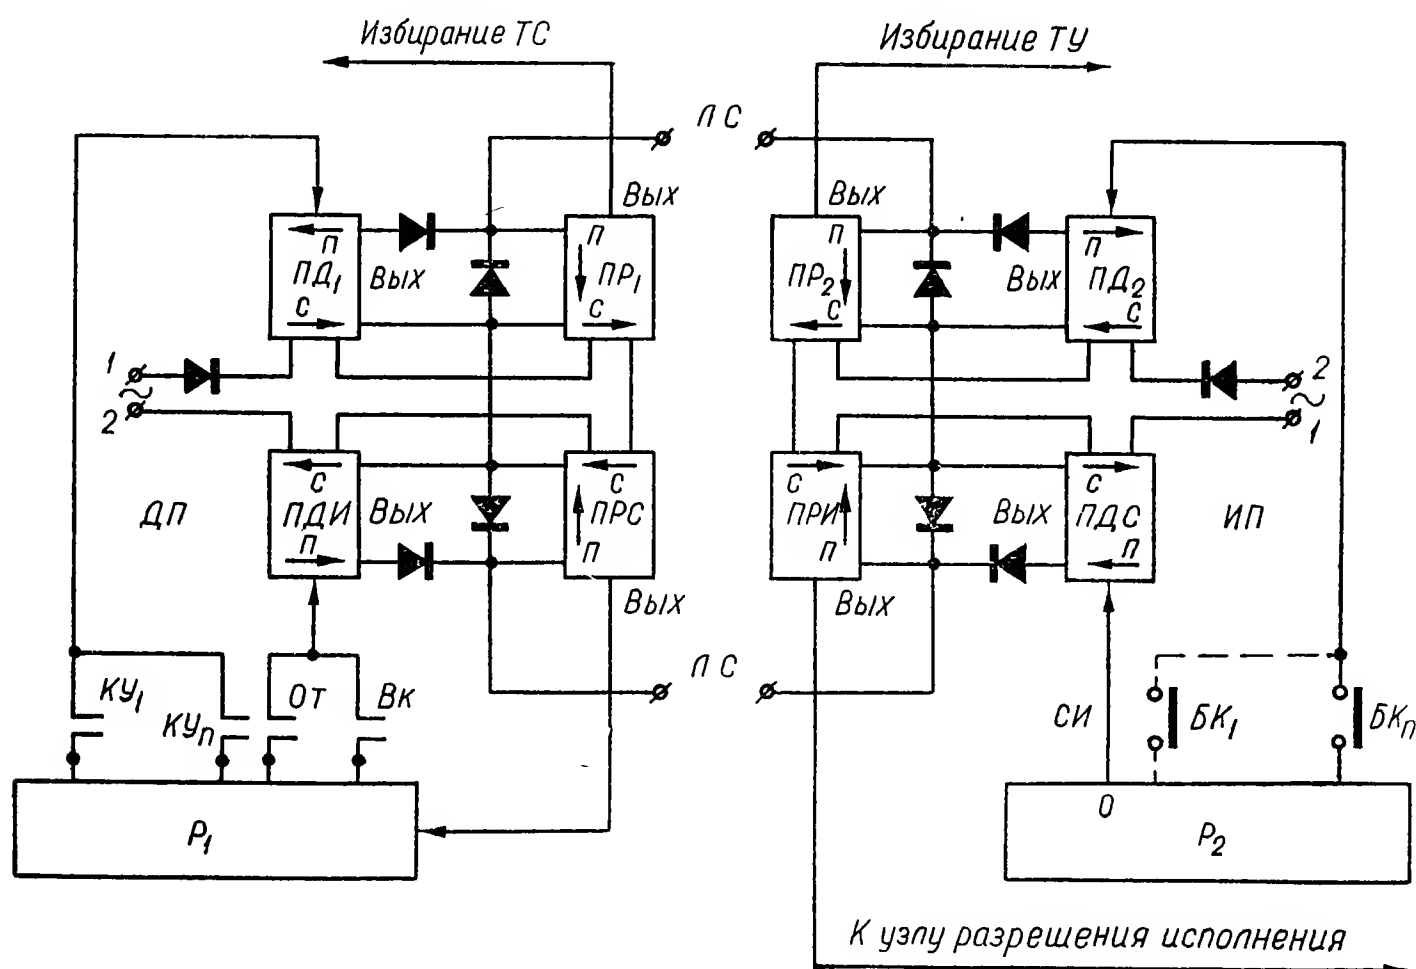 Избирание ТС
Избирание ТУ
ЛС
Вых
Вых
П
ПД₁
С
Вых
П
ПР₁
С
П
ПР₂
С
Вых
П
ПД₂
С
1
~
2
2
~
1
ДП
С
ПДИ
П
Вых
С
ПРС
П
Вых
С
ПРИ
П
Вых
Вых
С
ПДС
П
ИП
ЛС
КУ₁
КУп
От
Вк
СИ
БК₁
БКп
Р₁
0
Р₂
К узлу разрешения исполнения